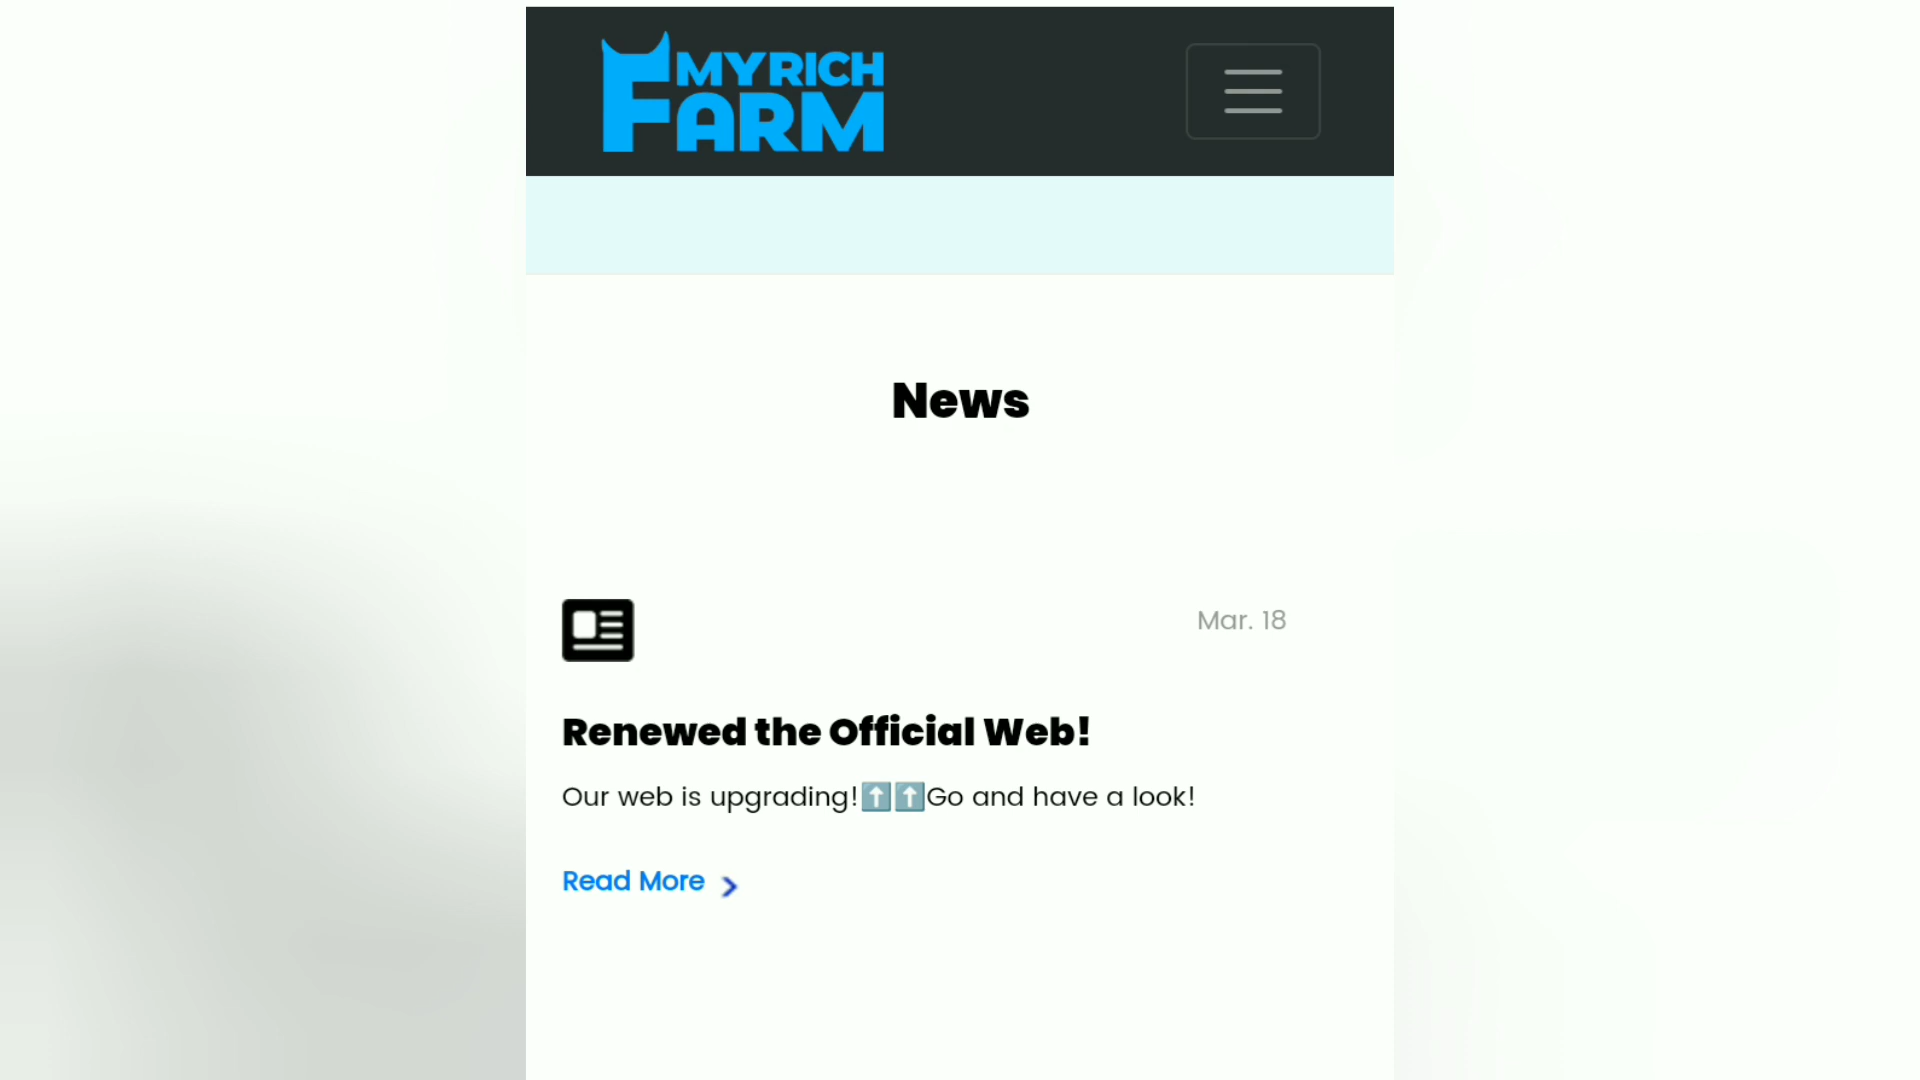 MYRICH
FARM
News
Mar. 18
Renewed the Official Web!
Our web is upgrading!⬆️⬆️Go and have a look!
Read More